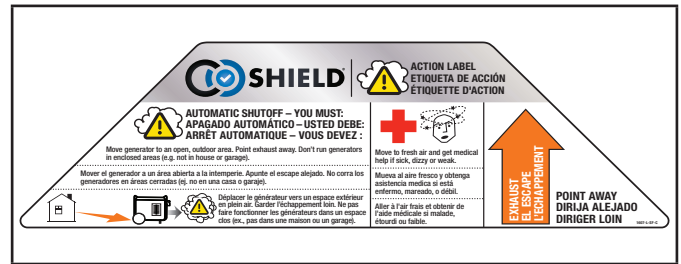 CO SHIELD®
ACTION LABEL
ETIQUETA DE ACCIÓN
ÉTIQUETTE D'ACTION
AUTOMATIC SHUTOFF – YOU MUST:
APAGADO AUTOMÁTICO – USTED DEBE:
ARRÊT AUTOMATIQUE – VOUS DEVEZ :
Move generator to an open, outdoor area. Point exhaust away. Don't run generators
in enclosed areas (e.g. not in house or garage).
Mover el generador a un área abierta a la intemperie. Apunte el escape alejado. No corra los
generadores en áreas cerradas (ej. no en una casa o garaje).
Déplacer le générateur vers un espace extérieur
en plein air. Garder l'échappement loin. Ne pas
faire fonctionner les générateurs dans un espace
clos (ex., pas dans une maison ou un garage).
Move to fresh air and get medical
help if sick, dizzy or weak.
Mueva al aire fresco y obtenga
asistencia medica si está
enfermo, mareado, o débil.
Aller à l'air frais et obtenir de
l'aide médicale si malade,
étourdi ou faible.
EXHAUST
EL ESCAPE
L'ÉCHAPPEMENT
POINT AWAY
DIRIJA ALEJADO
DIRIGER LOIN